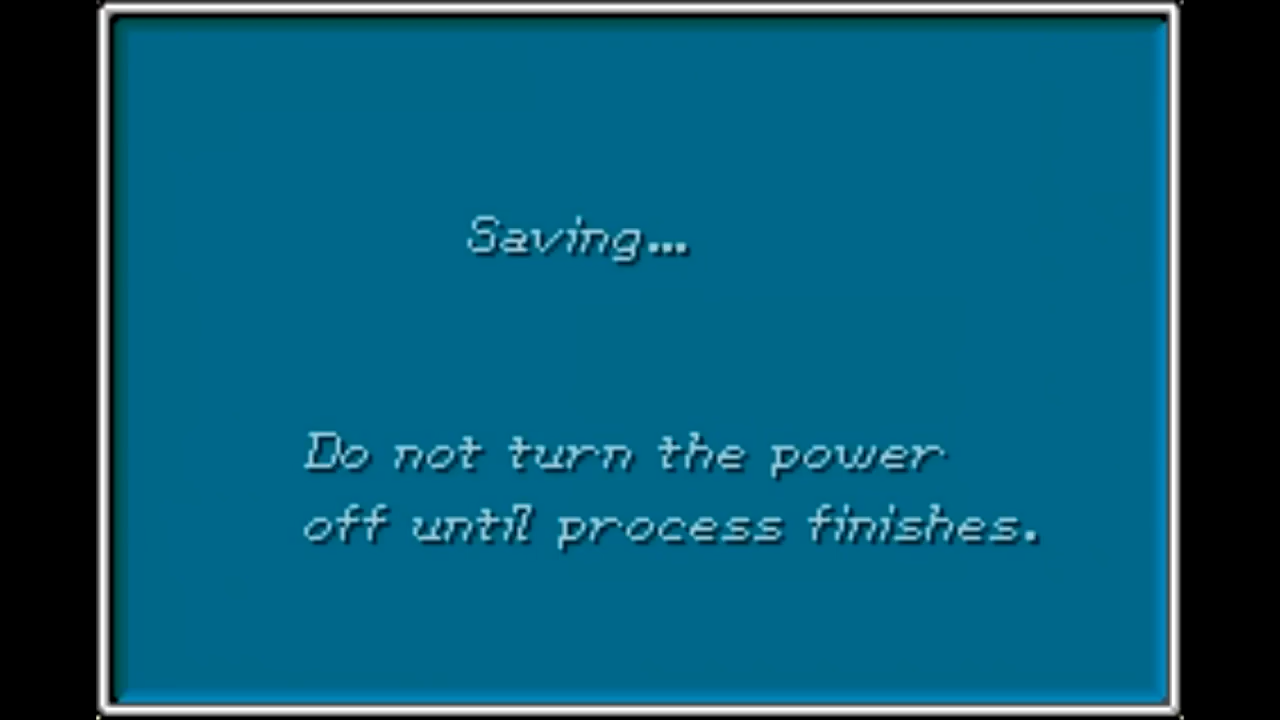 Saving...
Do not turn the power
off until process finishes.